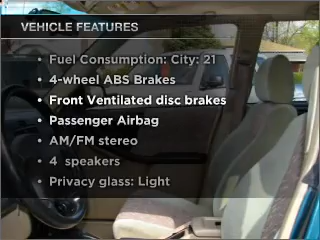 VEHICLE FEATURES
• Fuel Consumption: City: 21
• 4-wheel ABS Brakes
• Front Ventilated disc brakes
• Passenger Airbag
• AM/FM stereo
• 4 speakers
• Privacy glass: Light